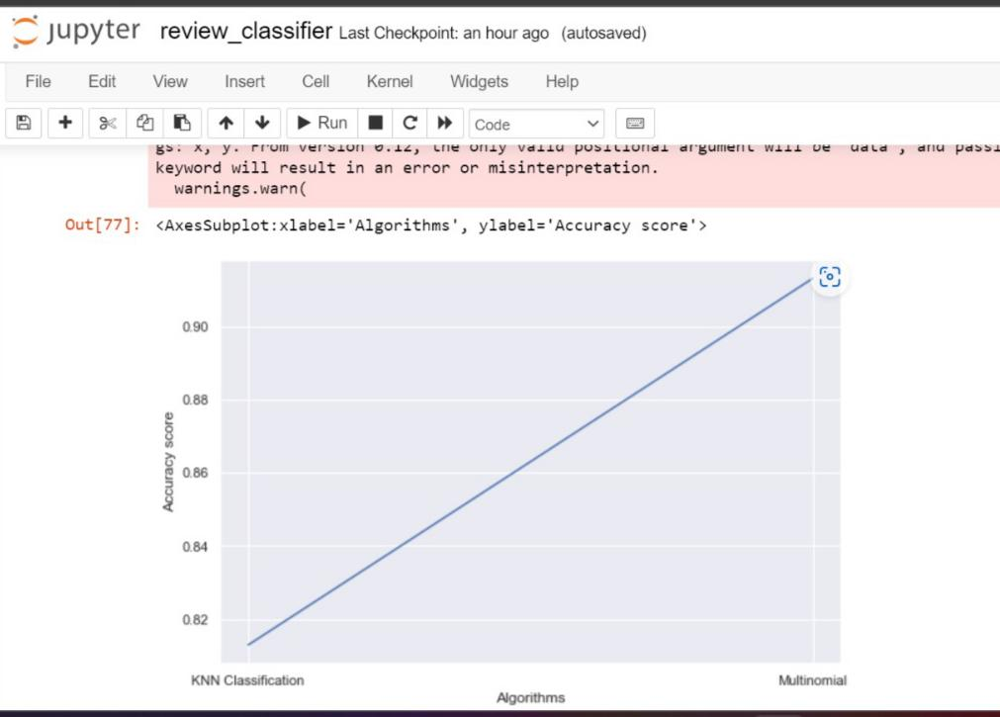 jupyter review_classifier Last Checkpoint: an hour ago (autosaved)
File Edit View Insert Cell Kernel Widgets Help
Run Code
gs: x, y. From version 0.12, the only valid positional argument will be `data`, and passi
keyword will result in an error or misinterpretation.
warnings.warn(
Out[77]: <AxesSubplot:xlabel='Algorithms', ylabel='Accuracy score'>
0.90
0.88
0.86
0.84
0.82
Accuracy score
KNN Classification Multinomial
Algorithms